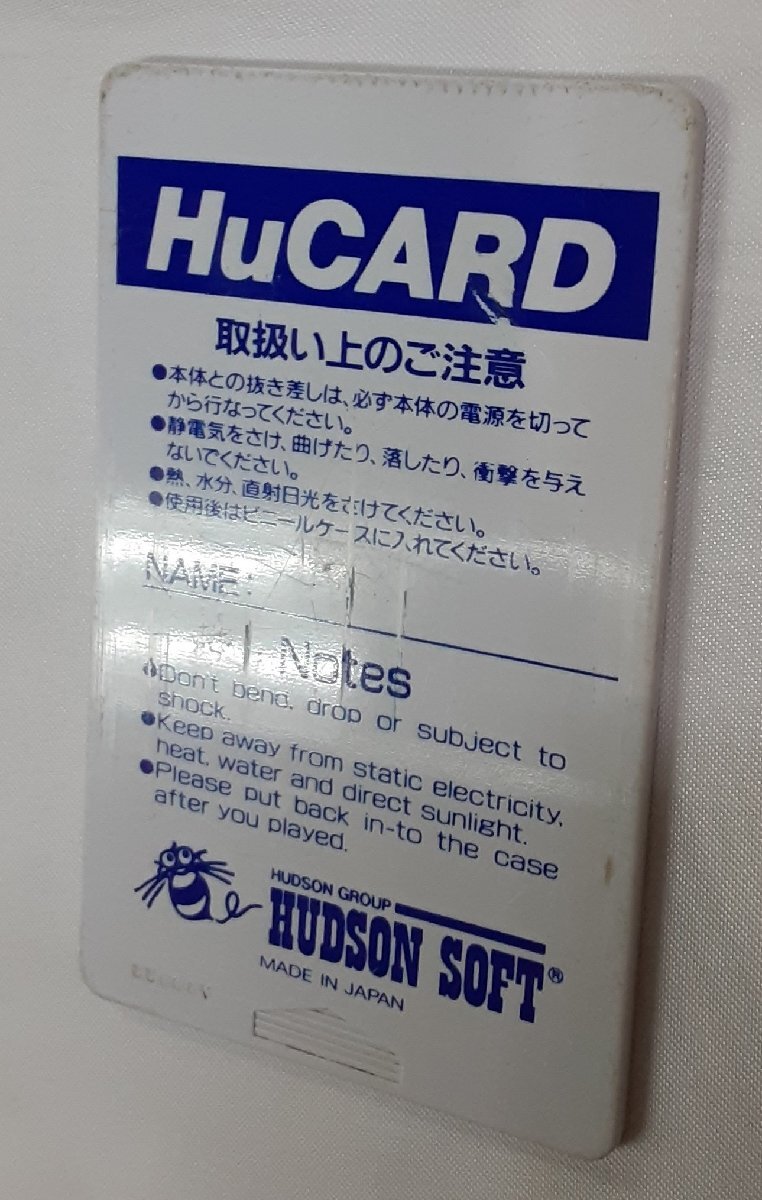 HuCARD
取扱い上のご注意
●本体との抜き差しは、必ず本体の電源を切って
から行なってください。
●静電気をさけ、曲げたり、落したり、衝撃を与え
ないでください。
●熱、水分、直射日光をさけてください。
●使用後はビニールケースに入れてください。
NAME:
Notes
●Don't bend, drop or subject to
shock.
●Keep away from static electricity,
heat, water and direct sunlight.
●Please put back in-to the case
after you played.
HUDSON GROUP
HUDSON SOFT®
MADE IN JAPAN